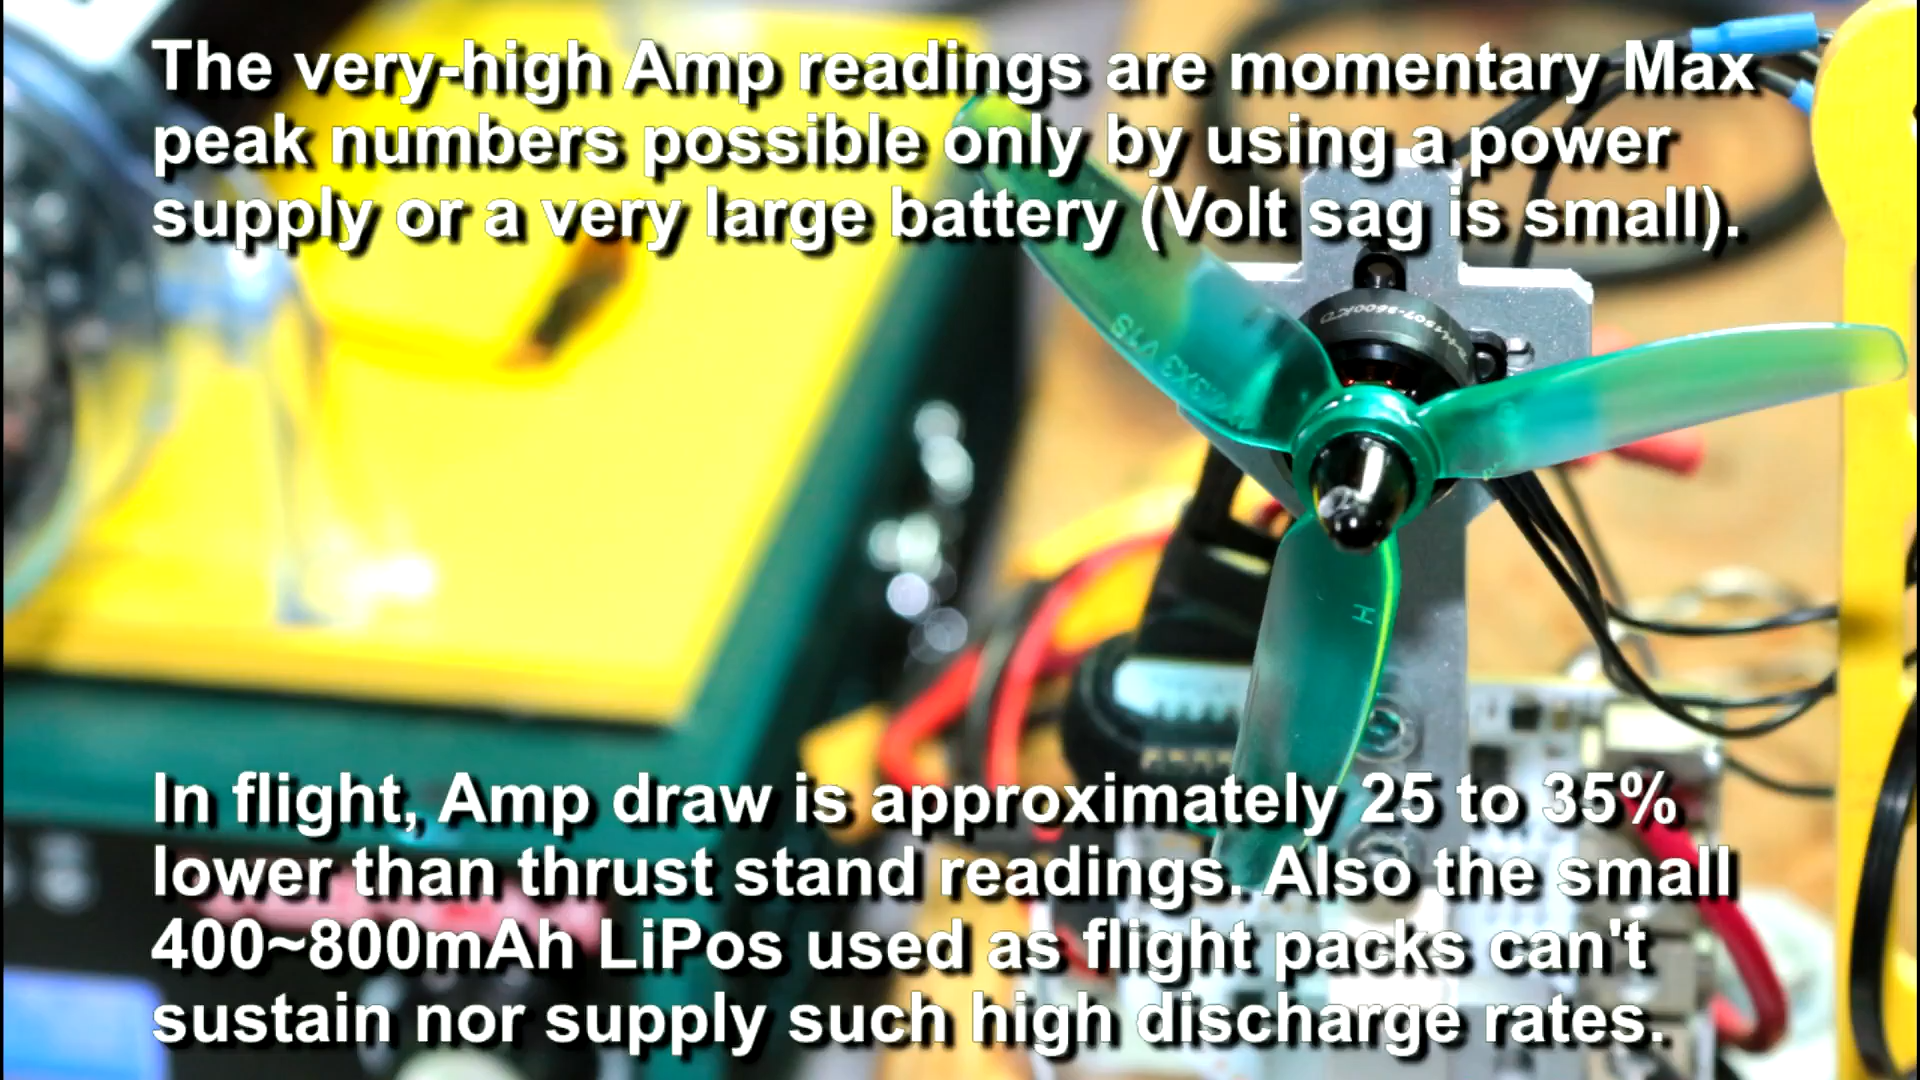 The very-high Amp readings are momentary Max
peak numbers possible only by using a power
supply or a very large battery (Volt sag is small).
In flight, Amp draw is approximately 25 to 35%
lower than thrust stand readings. Also the small
400~800mAh LiPos used as flight packs can't
sustain nor supply such high discharge rates.
H